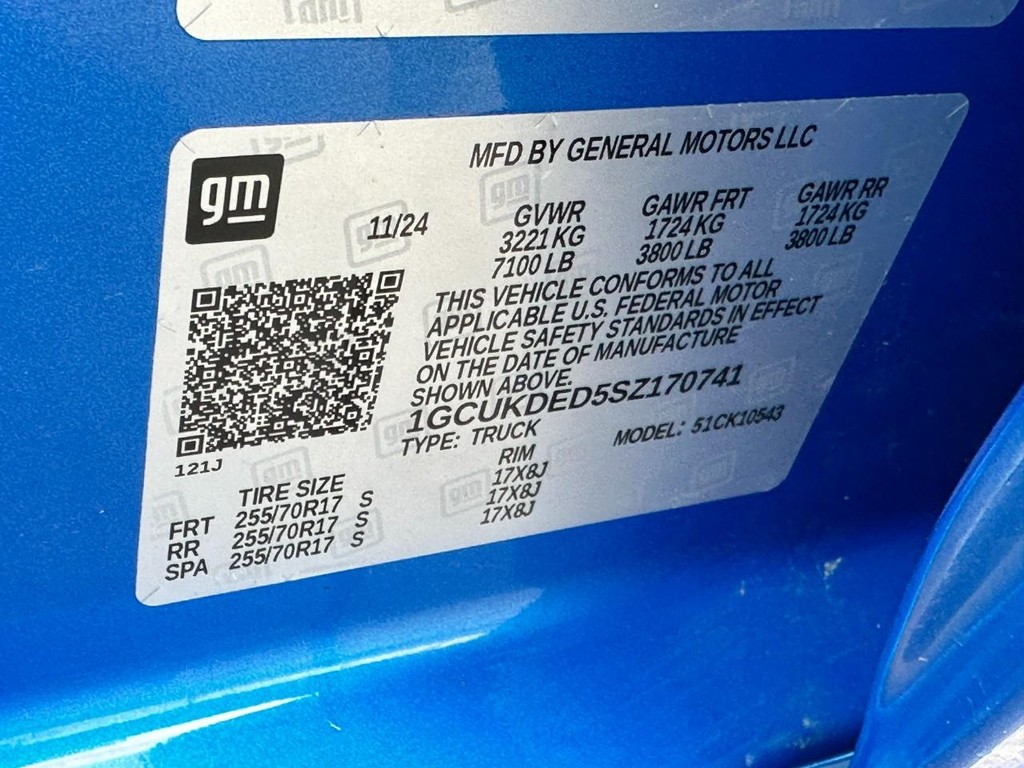 gm
MFD BY GENERAL MOTORS LLC
11/24
GVWR GAWR FRT GAWR RR
3221 KG 1724 KG 1724 KG
7100 LB 3800 LB 3800 LB
THIS VEHICLE CONFORMS TO ALL
APPLICABLE U.S. FEDERAL MOTOR
VEHICLE SAFETY STANDARDS IN EFFECT
ON THE DATE OF MANUFACTURE
SHOWN ABOVE.
1GCUKDED5SZ170741
TYPE: TRUCK MODEL: 51CK10543
121J
TIRE SIZE RIM
FRT 255/70R17 S 17X8J
RR 255/70R17 S 17X8J
SPA 255/70R17 S 17X8J